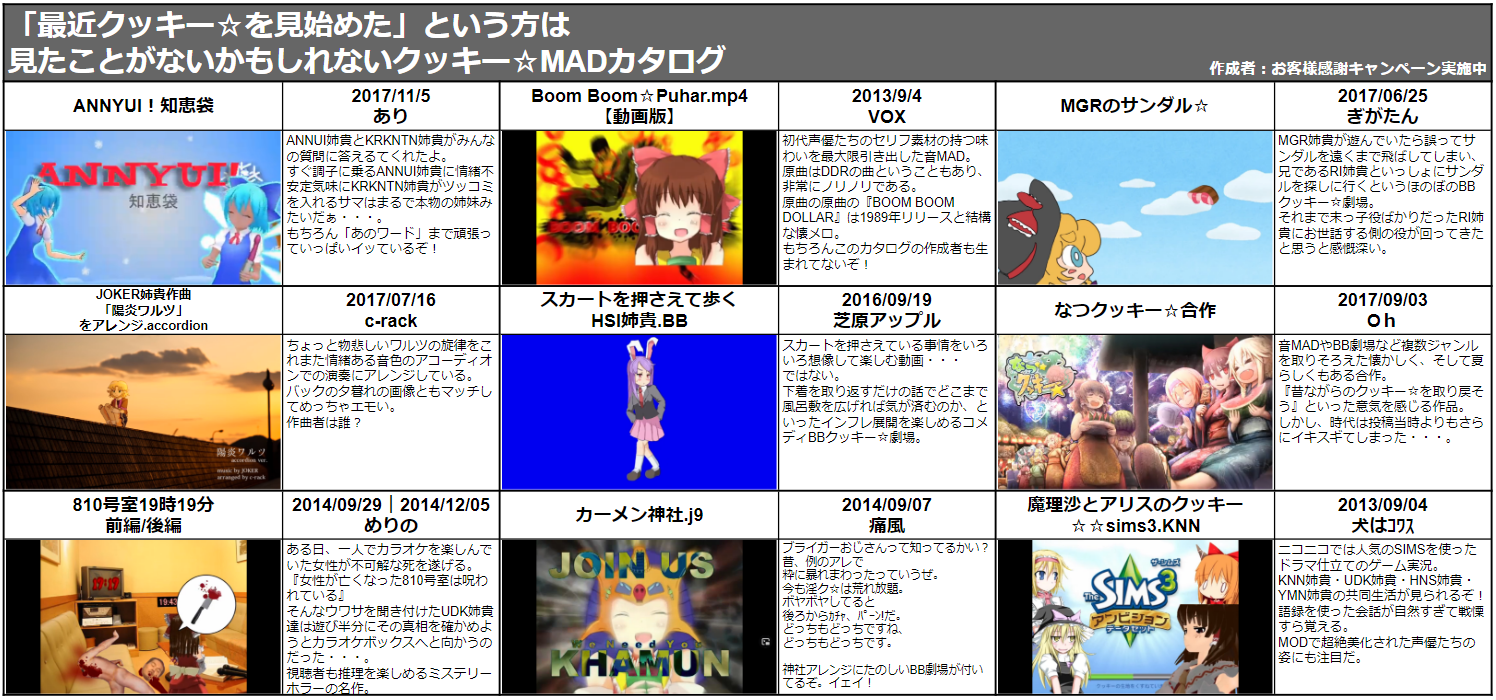 「最近クッキー☆を見始めた」という方は
見たことがないかもしれないクッキー☆MADカタログ
作成者：お客様感謝キャンペーン実施中
ANNYUI！知恵袋
2017/11/5
あり
ANNYUI!
知恵袋
ANNUI姉貴とKRKNTN姉貴がみんな
の質問に答えるてくれたよ。
すぐ調子に乗るANNUI姉貴に情緒不
安定気味にKRKNTN姉貴がツッコミ
を入れるサマはまるで本物の姉妹み
たいだぁ・・・。
もちろん「あのワード」まで頑張っ
ていっぱいイッているぞ！
Boom Boom☆Puhar.mp4
【動画版】
2013/9/4
VOX
BOOM BOO
初代声優たちのセリフ素材の持つ味
わいを最大限引き出した音MAD。
原曲はDDRの曲ということもあり、
非常にノリノリである。
原曲の原曲の『BOOM BOOM
DOLLAR』は1989年リリースと結構
な懐メロ。
もちろんこのカタログの作成者も生
まれてないぞ！
MGRのサンダル☆
2017/06/25
ぎがたん
MGR姉貴が遊んでいたら誤ってサ
ンダルを遠くまで飛ばしてしまい、
兄であるRI姉貴といっしょにサンダ
ルを探しに行くというほのぼのBB
クッキー☆劇場。
それまで末っ子役ばかりだったRI姉
貴にお世話する側の役が回ってきた
と思うと感慨深い。
JOKER姉貴作曲
「陽炎ワルツ」
をアレンジ.accordion
2017/07/16
c-rack
陽炎ワルツ
accordion ver.
music by JOKER
arranged by c-rack
ちょっと物悲しいワルツの旋律をこ
れまた情緒ある音色のアコーディオ
ンでの演奏にアレンジしている。
バックの夕暮れの画像ともマッチし
てめっちゃエモい。
作曲者は誰？
スカートを押さえて歩く
HSI姉貴.BB
2016/09/19
芝原アップル
スカートを押さえている事情をいろ
いろ想像して楽しむ動画・・・
ではない。
下着を取り返すだけの話でどこまで
風呂敷を広げれば気が済むのか、と
いったインフレ展開を楽しめるコメ
ディBBクッキー☆劇場。
なつクッキー☆合作
2017/09/03
Oｈ
なつ
クッキー
音MADやBB劇場など複数ジャンル
を取りそろえた懐かしく、そして夏
らしくもある合作。
『昔ながらのクッキー☆を取り戻そ
う』といった意気を感じる作品。
しかし、時代は投稿当時よりもさら
にイキスギてしまった・・・。
810号室19時19分
前編/後編
2014/09/29｜2014/12/05
めりの
19:19
19:43
ある日、一人でカラオケを楽しんで
いた女性が不可解な死を遂げる。
『女性が亡くなった810号室は呪わ
れている』
そんなウワサを聞き付けたUDK姉貴
達は遊び半分にその真相を確かめよ
うとカラオケボックスへと向かうの
だった・・・。
視聴者も推理を楽しめるミステリー
ホラーの名作。
カーメン神社.j9
2014/09/07
痛風
JOIN US
We Need You
KHAMUN
ブライガーおじさんって知ってるかい？
昔、例のアレで
粋に暴れまわったっていうぜ。
今も淫ク☆は荒れ放題。
ボヤボヤしてると
後ろからｶﾁｬ、ﾊﾞｰﾝ!だ。
どっちもどっちですね、
どっちもどっちです。
神社アレンジにたのしいBB劇場が付い
てるぞ。イェイ！
魔理沙とアリスのクッキー
☆☆sims3.KNN
2013/09/04
犬はｺﾜｽ
ザ・シムズ3
The SIMS 3
アンビション
データセット
ニコニコでは人気のSIMSを使った
ドラマ仕立てのゲーム実況。
KNN姉貴・UDK姉貴・HNS姉貴・
YMN姉貴の共同生活が見られるぞ！
語録を使った会話が自然すぎて戦慄
すら覚える。
MODで超絶美化された声優たちの
姿にも注目だ。